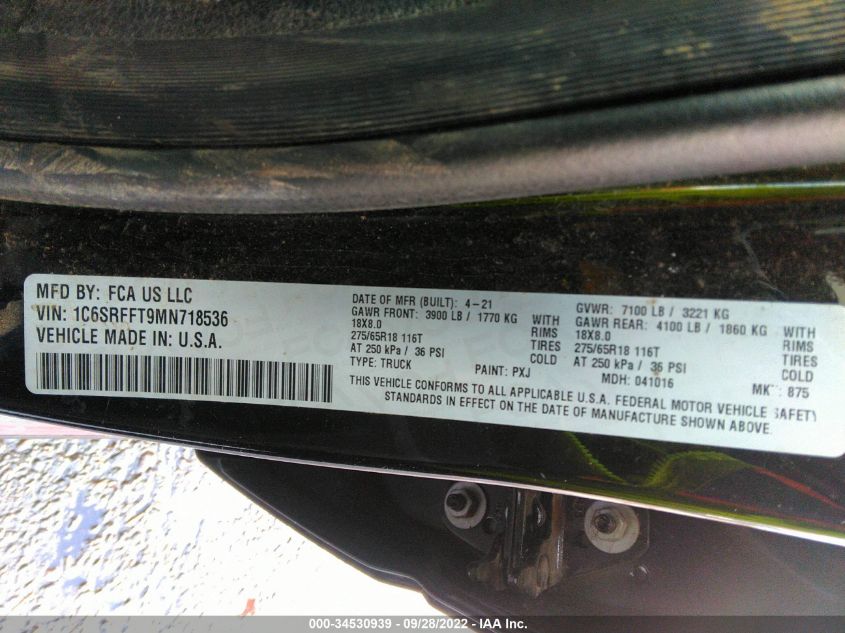 MFD BY: FCA US LLC
VIN: 1C6SRFFT9MN718536
VEHICLE MADE IN: U.S.A.
DATE OF MFR (BUILT): 4-21
GAWR FRONT: 3900 LB / 1770 KG WITH
18X8.0 RIMS
275/65R18 116T TIRES
AT 250 kPa / 36 PSI COLD
TYPE: TRUCK PAINT: PXJ
GVWR: 7100 LB / 3221 KG
GAWR REAR: 4100 LB / 1860 KG WITH
18X8.0 RIMS
275/65R18 116T TIRES
AT 250 kPa / 36 PSI COLD
MDH: 041016 : 875
THIS VEHICLE CONFORMS TO ALL APPLICABLE U.S.A. FEDERAL MOTOR VEHICLE SAFETY
STANDARDS IN EFFECT ON THE DATE OF MANUFACTURE SHOWN ABOVE.
000-34530939 - 09/28/2022 - IAA Inc.